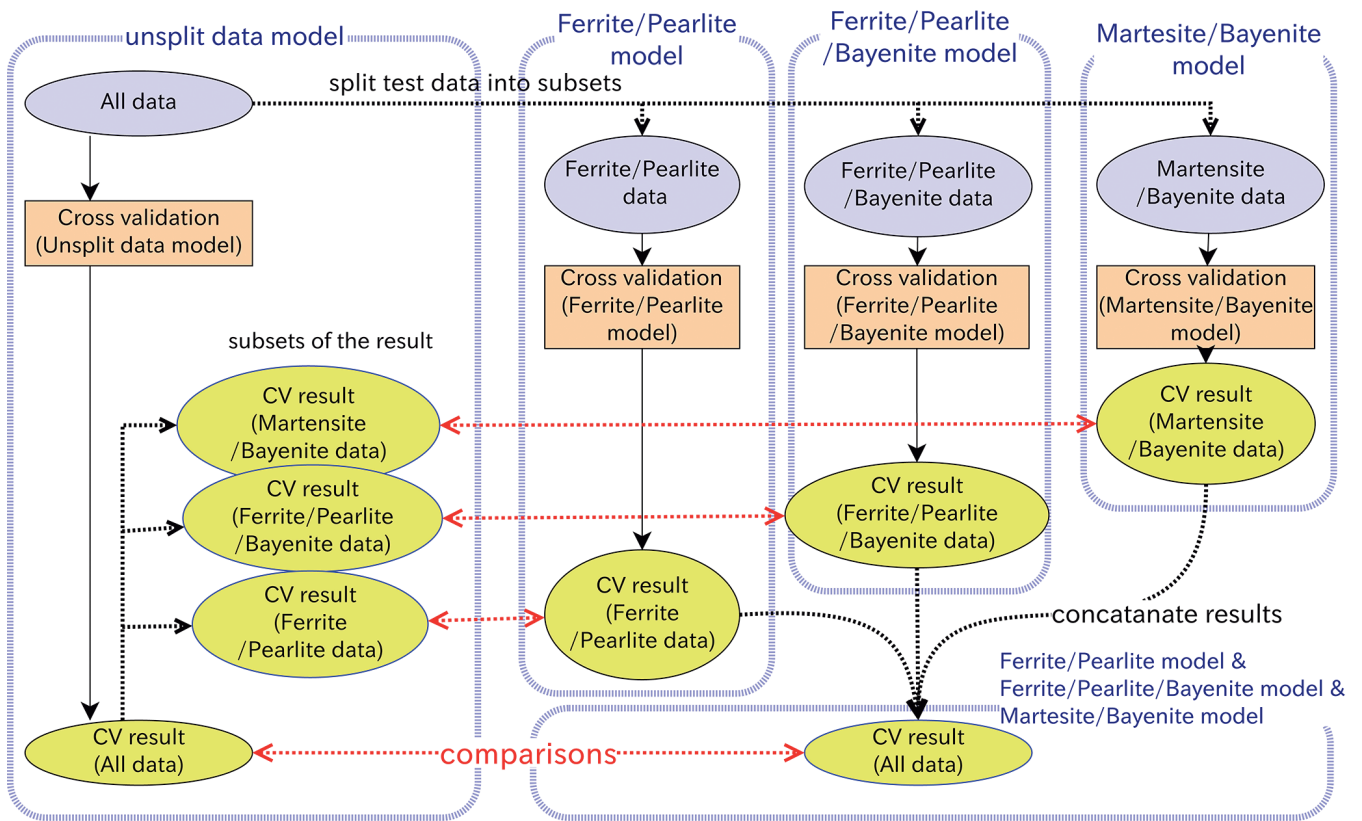 unsplit data model
Ferrite/Pearlite
model
Ferrite/Pearlite
/Bayenite model
Martesite/Bayenite
model
split test data into subsets
All data
Ferrite/Pearlite
data
Ferrite/Pearlite
/Bayenite data
Martensite
/Bayenite data
Cross validation
(Unsplit data model)
Cross validation
(Ferrite/Pearlite
model)
Cross validation
(Ferrite/Pearlite
/Bayenite model)
Cross validation
(Martensite/Bayenite
model)
subsets of the result
CV result
(Martensite
/Bayenite data)
CV result
(Martensite
/Bayenite data)
CV result
(Ferrite/Pearlite
/Bayenite data)
CV result
(Ferrite/Pearlite
/Bayenite data)
CV result
(Ferrite
/Pearlite data)
CV result
(Ferrite
/Pearlite data)
concatanate results
Ferrite/Pearlite model &
Ferrite/Pearlite/Bayenite model &
Martesite/Bayenite model
CV result
(All data)
comparisons
CV result
(All data)